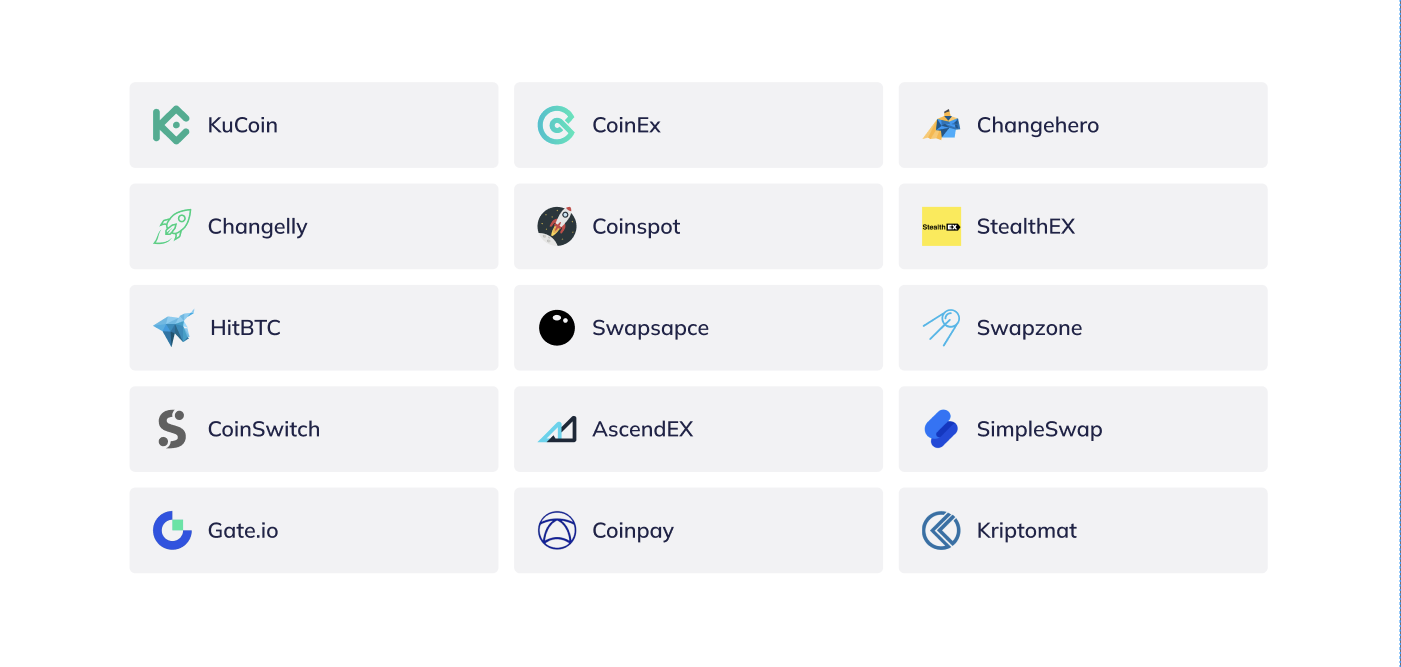 KuCoin
CoinEx
Changehero
Changelly
Coinspot
StealthEX
StealthEX
HitBTC
Swapsapce
Swapzone
CoinSwitch
AscendEX
SimpleSwap
Gate.io
Coinpay
Kriptomat